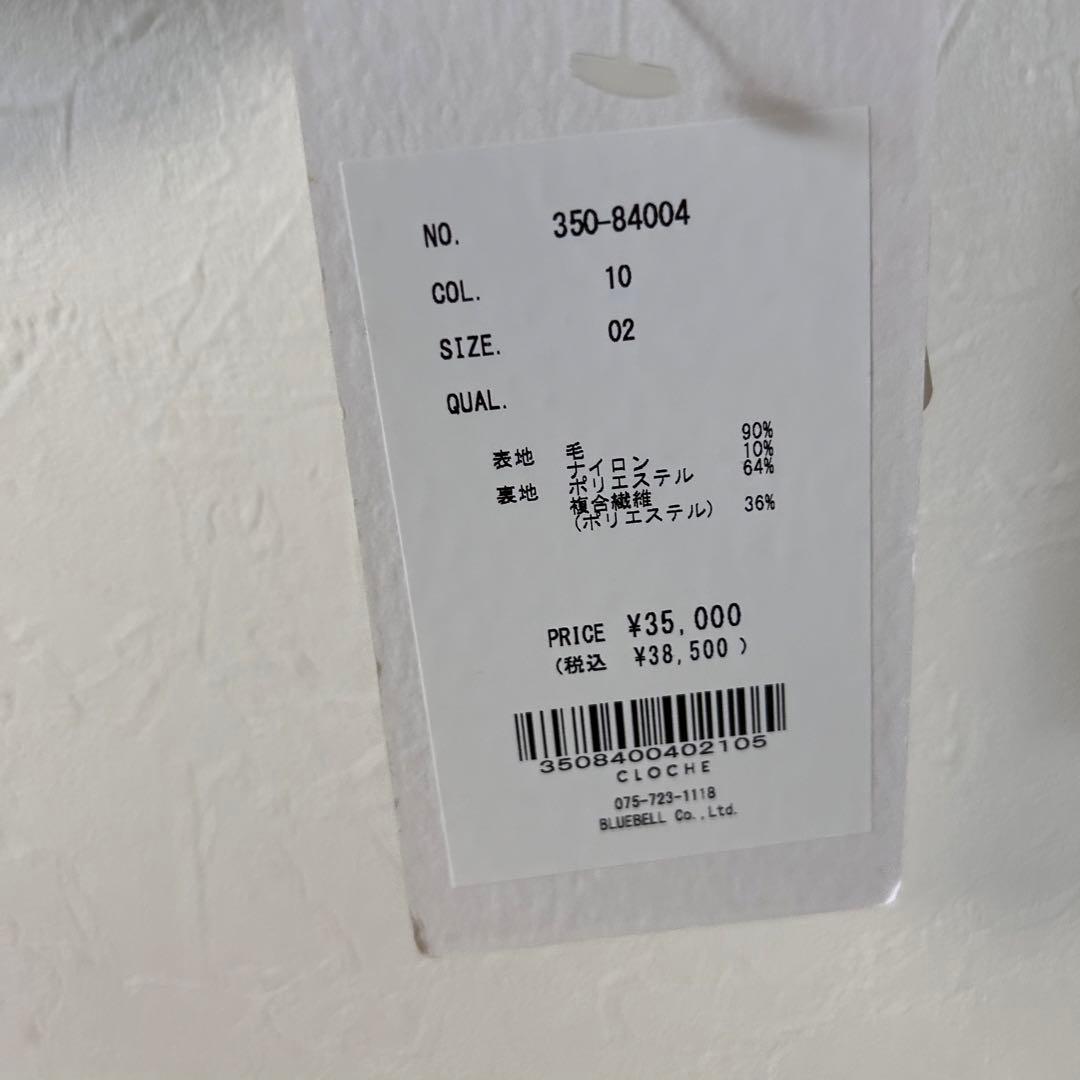 NO. 350-84004
COL. 10
SIZE. 02
QUAL.
表地 毛 90%
ナイロン 10%
裏地 ポリエステル 64%
複合繊維
(ポリエステル) 36%
PRICE ¥35,000
(税込 ¥38,500 )
3508400402105
CLOCHE
075-723-1118
BLUEBELL Co.,Ltd.